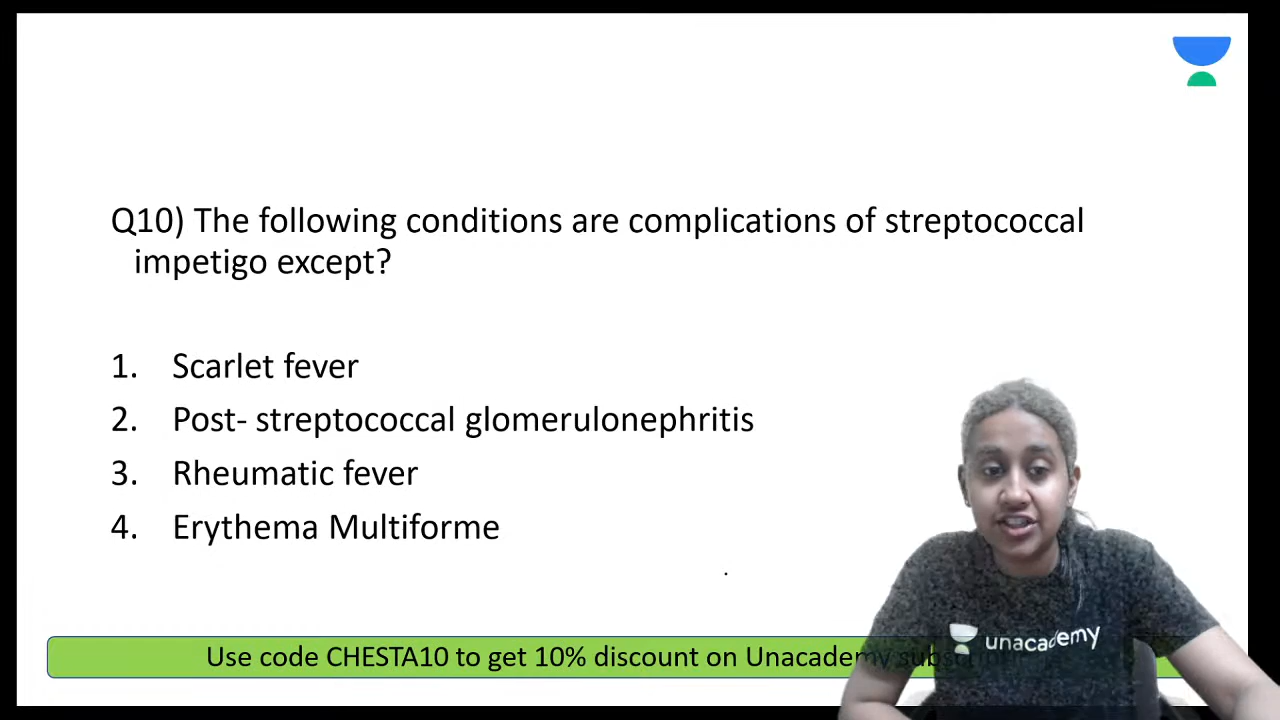 Q10) The following conditions are complications of streptococcal
impetigo except?
1. Scarlet fever
2. Post- streptococcal glomerulonephritis
3. Rheumatic fever
4. Erythema Multiforme
Use code CHESTA10 to get 10% discount on Unacademy
unacademy